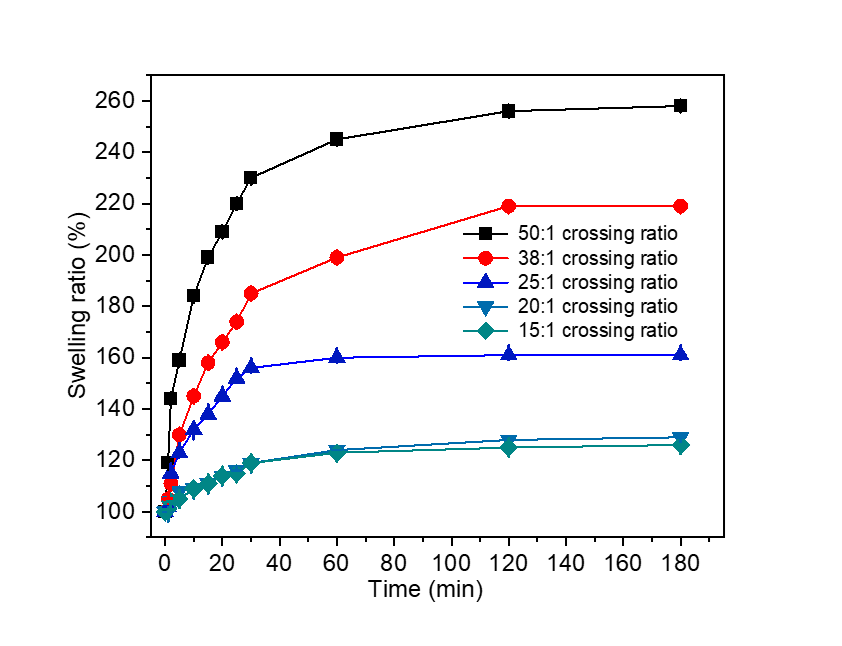 260
240
220
200
180
160
140
120
100
Swelling ratio (%)
50:1 crossing ratio
38:1 crossing ratio
25:1 crossing ratio
20:1 crossing ratio
15:1 crossing ratio
0 20 40 60 80 100 120 140 160 180
Time (min)